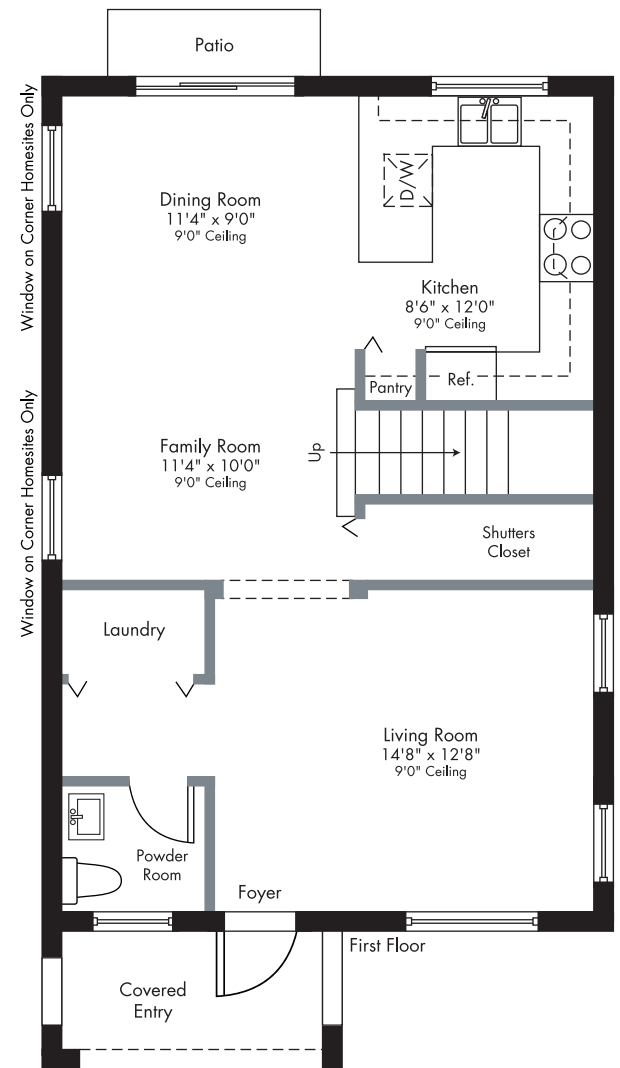 Patio
Window on Corner Homesites Only
Dining Room
11'4" x 9'0"
9'0" Ceiling
D/W
Kitchen
8'6" x 12'0"
9'0" Ceiling
Pantry
Ref.
Window on Corner Homesites Only
Family Room
11'4" x 10'0"
9'0" Ceiling
Up
Shutters
Closet
Laundry
Living Room
14'8" x 12'8"
9'0" Ceiling
Powder
Room
Foyer
First Floor
Covered
Entry